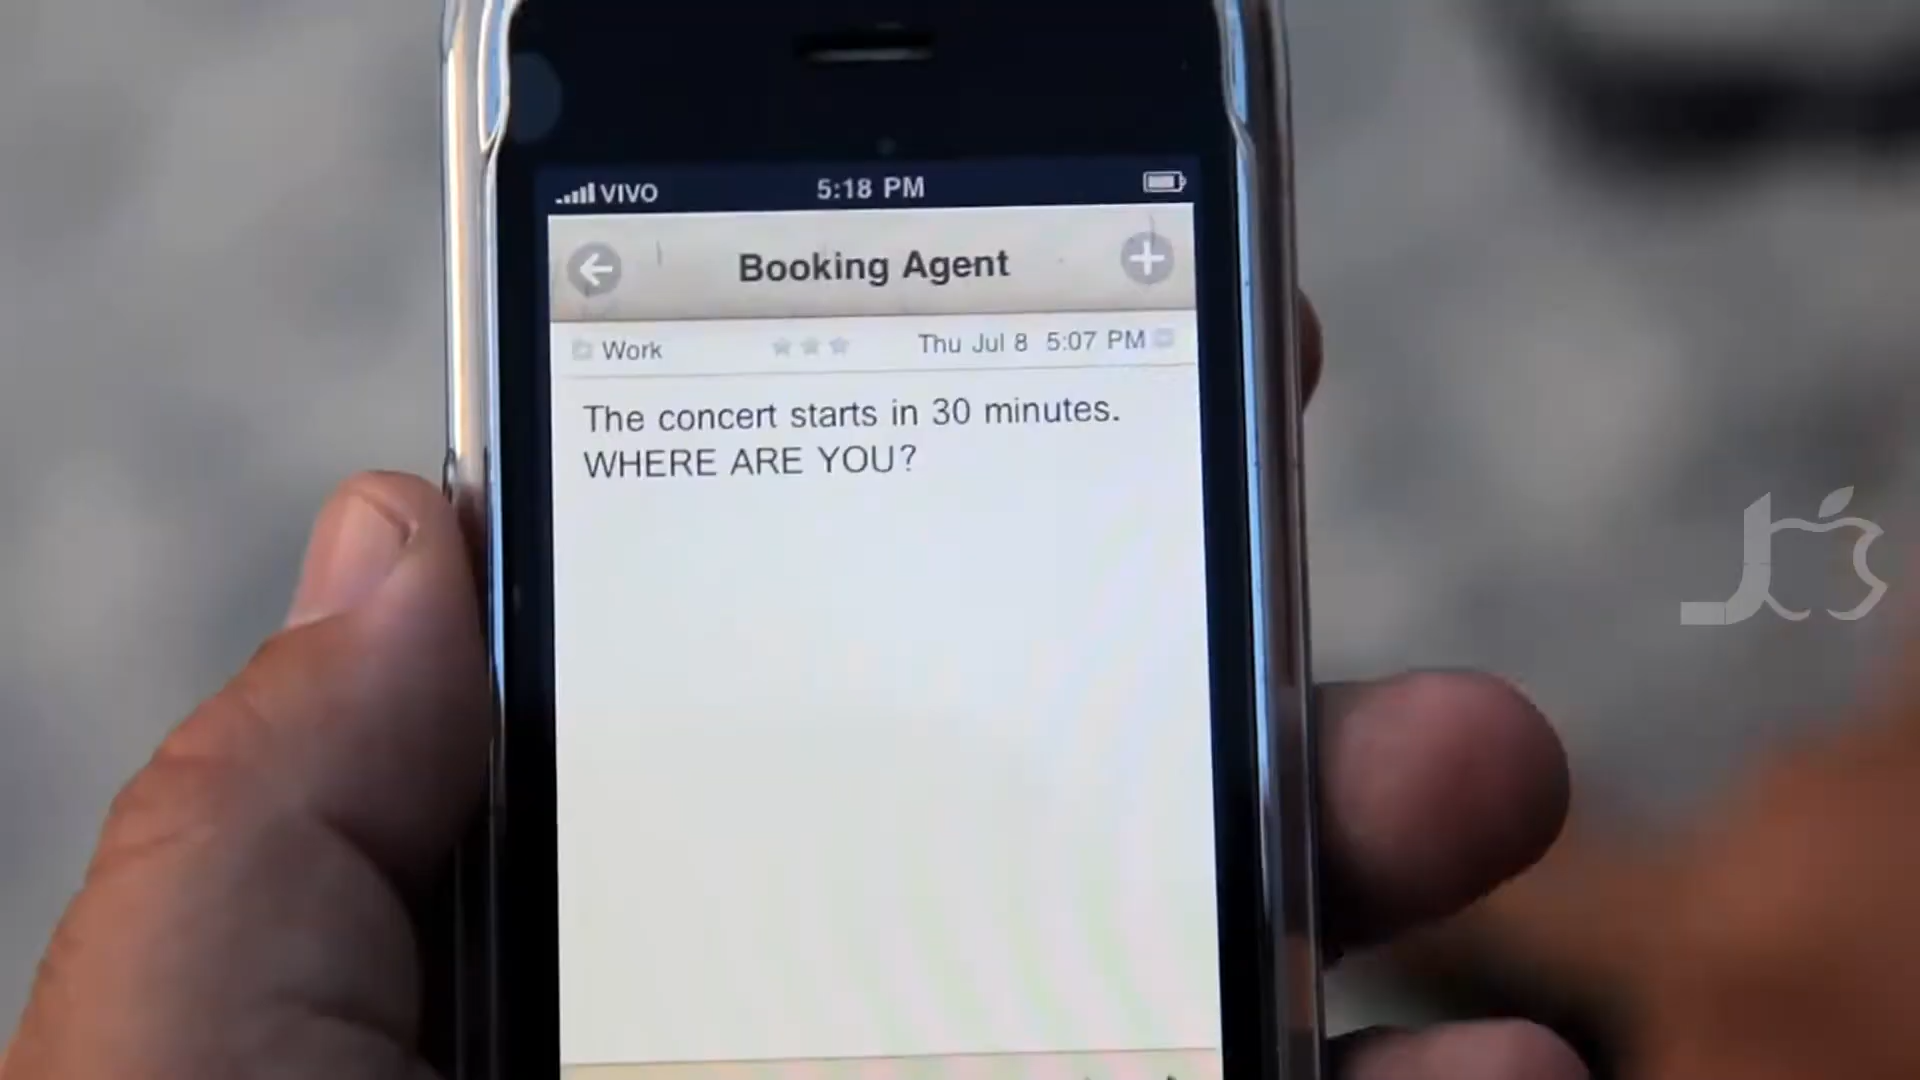 VIVO 5:18 PM
Booking Agent
Work Thu Jul 8 5:07 PM
The concert starts in 30 minutes.
WHERE ARE YOU?